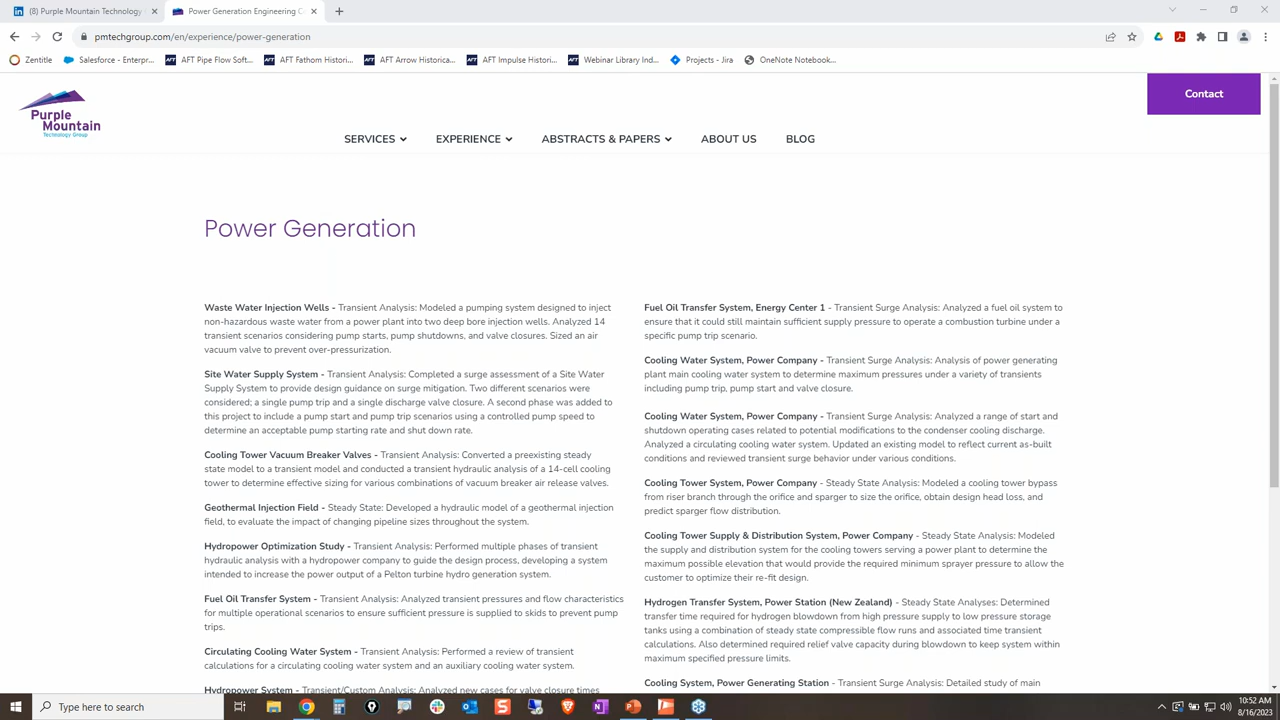 (8) Purple Mountain Technology
Power Generation Engineering C
pmtechgroup.com/en/experience/power-generation
Zentitle
Salesforce - Enterpr...
AFT Pipe Flow Soft...
AFT Fathom Histori...
AFT Arrow Historica...
AFT Impulse Histori...
Webinar Library Ind...
Projects - Jira
OneNote Notebook...
Contact
Purple
Mountain
Technology Group
SERVICES
EXPERIENCE
ABSTRACTS & PAPERS
ABOUT US
BLOG
Power Generation
Waste Water Injection Wells - Transient Analysis: Modeled a pumping system designed to inject
non-hazardous waste water from a power plant into two deep bore injection wells. Analyzed 14
transient scenarios considering pump starts, pump shutdowns, and valve closures. Sized an air
vacuum valve to prevent over-pressurization.
Site Water Supply System - Transient Analysis: Completed a surge assessment of a Site Water
Supply System to provide design guidance on surge mitigation. Two different scenarios were
considered; a single pump trip and a single discharge valve closure. A second phase was added to
this project to include a pump start and pump trip scenarios using a controlled pump speed to
determine an acceptable pump starting rate and shut down rate.
Cooling Tower Vacuum Breaker Valves - Transient Analysis: Converted a preexisting steady
state model to a transient model and conducted a transient hydraulic analysis of a 14-cell cooling
tower to determine effective sizing for various combinations of vacuum breaker air release valves.
Geothermal Injection Field - Steady State: Developed a hydraulic model of a geothermal injection
field, to evaluate the impact of changing pipeline sizes throughout the system.
Hydropower Optimization Study - Transient Analysis: Performed multiple phases of transient
hydraulic analysis with a hydropower company to guide the design process, developing a system
intended to increase the power output of a Pelton turbine hydro generation system.
Fuel Oil Transfer System - Transient Analysis: Analyzed transient pressures and flow characteristics
for multiple operational scenarios to ensure sufficient pressure is supplied to skids to prevent pump
trips.
Circulating Cooling Water System - Transient Analysis: Performed a review of transient
calculations for a circulating cooling water system and an auxiliary cooling water system.
Hydropower System - Transient/Custom Analysis: Analyzed new cases for valve closure times
Fuel Oil Transfer System, Energy Center 1 - Transient Surge Analysis: Analyzed a fuel oil system to
ensure that it could still maintain sufficient supply pressure to operate a combustion turbine under a
specific pump trip scenario.
Cooling Water System, Power Company - Transient Surge Analysis: Analysis of power generating
plant main cooling water system to determine maximum pressures under a variety of transients
including pump trip, pump start and valve closure.
Cooling Water System, Power Company - Transient Surge Analysis: Analyzed a range of start and
shutdown operating cases related to potential modifications to the condenser cooling discharge.
Analyzed a circulating cooling water system. Updated an existing model to reflect current as-built
conditions and reviewed transient surge behavior under various conditions.
Cooling Tower System, Power Company - Steady State Analysis: Modeled a cooling tower bypass
from riser branch through the orifice and sparger to size the orifice, obtain design head loss, and
predict sparger flow distribution.
Cooling Tower Supply & Distribution System, Power Company - Steady State Analysis: Modeled
the supply and distribution system for the cooling towers serving a power plant to determine the
maximum possible elevation that would provide the required minimum sprayer pressure to allow the
customer to optimize their re-fit design.
Hydrogen Transfer System, Power Station (New Zealand) - Steady State Analyses: Determined
transfer time required for hydrogen blowdown from high pressure supply to low pressure storage
tanks using a combination of steady state compressible flow runs and associated time transient
calculations. Also determined required relief valve capacity during blowdown to keep system within
maximum specified pressure limits.
Cooling System, Power Generating Station - Transient Surge Analysis: Detailed study of main
Type here to search
10:52 AM
8/16/2023